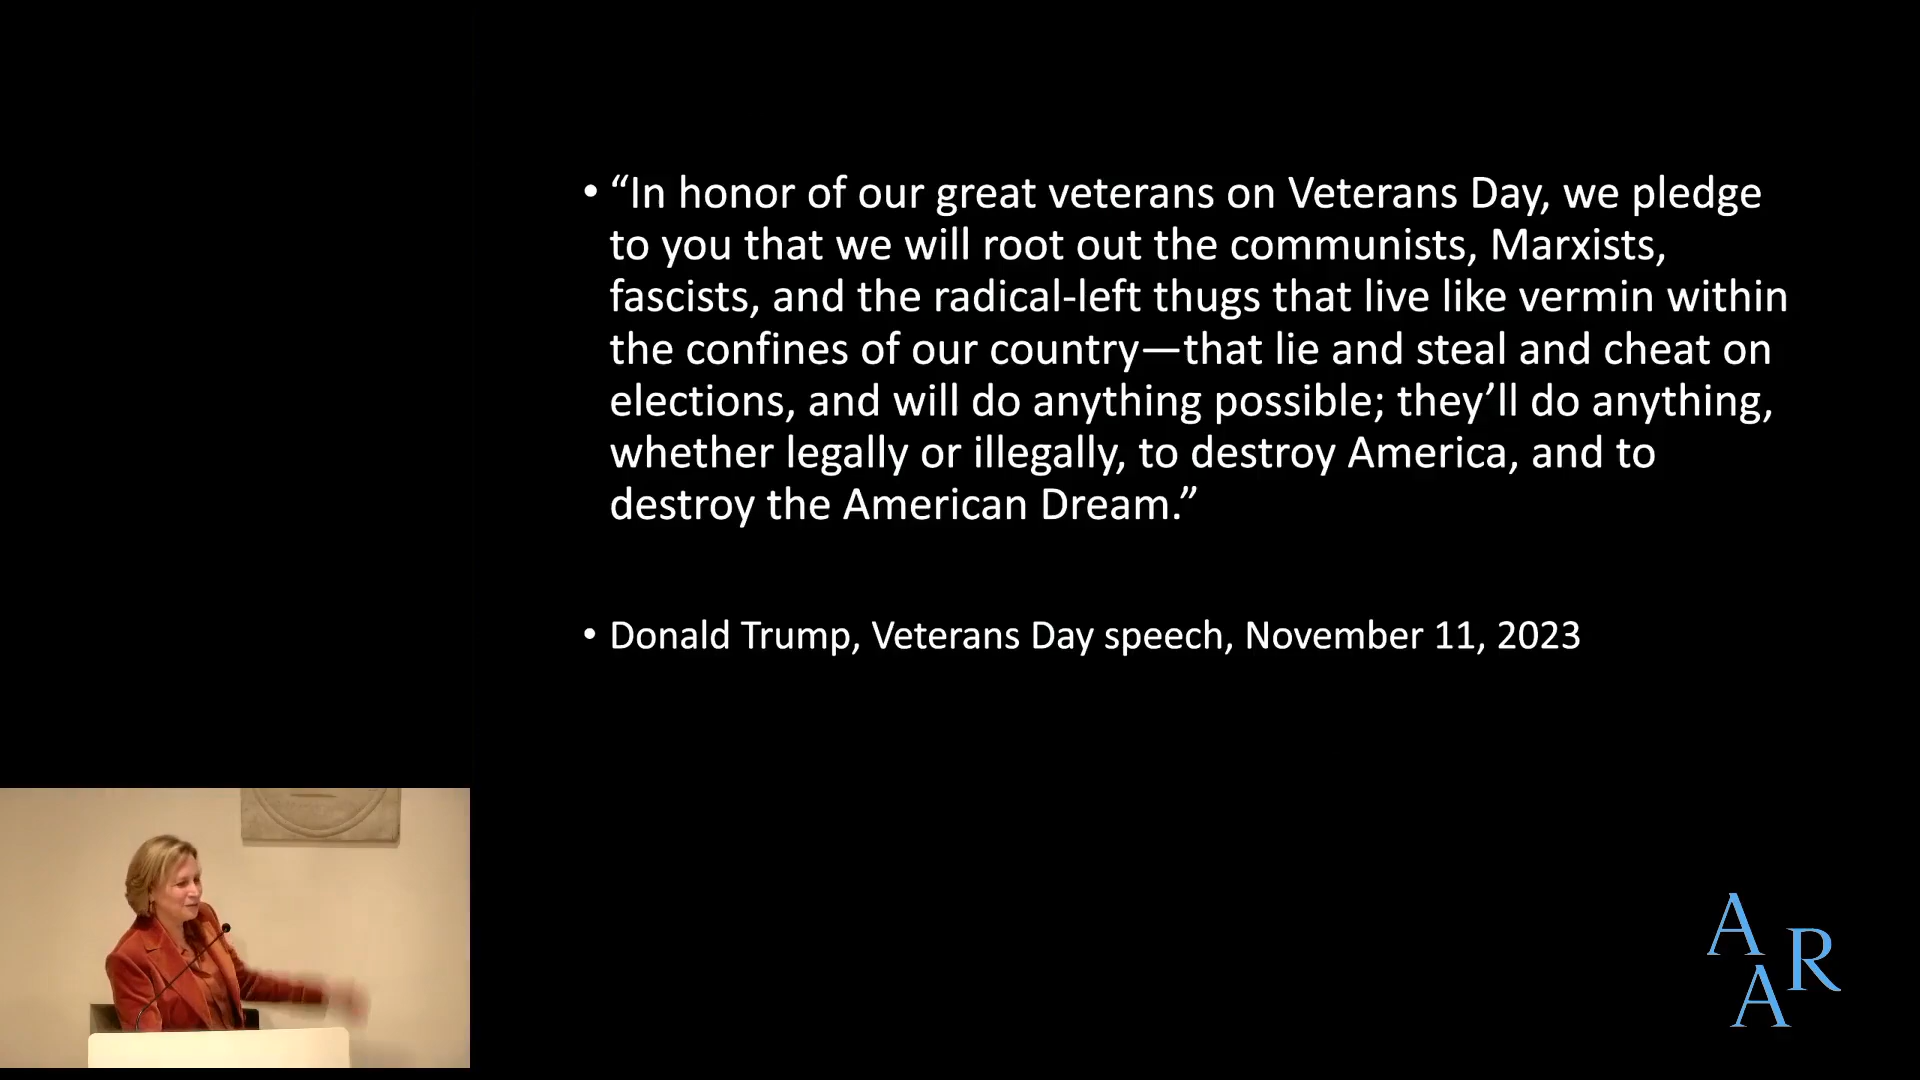 • “In honor of our great veterans on Veterans Day, we pledge
to you that we will root out the communists, Marxists,
fascists, and the radical-left thugs that live like vermin within
the confines of our country—that lie and steal and cheat on
elections, and will do anything possible; they’ll do anything,
whether legally or illegally, to destroy America, and to
destroy the American Dream.”
• Donald Trump, Veterans Day speech, November 11, 2023
A
A R